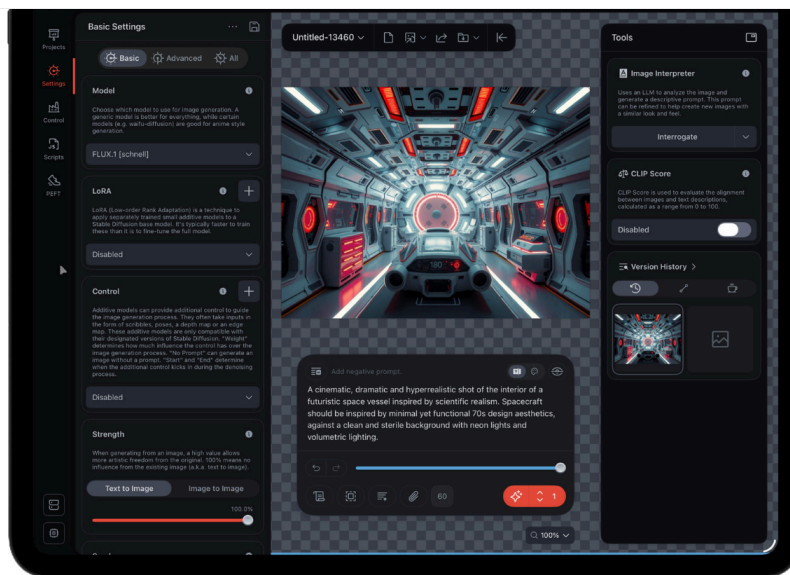 Projects
Settings
Control
Scripts
PEFT
Basic Settings
Basic
Advanced
All
Model
Choose which model to use for image generation. A
generic model is better for everything, while certain
models (e.g. waifu-diffusion) are good for anime style
generation.
FLUX.1 [schnell]
LoRA
LoRA (Low-order Rank Adaptation) is a technique to
apply separately trained small additive models to a
Stable Diffusion base model. It's typically faster to train
these than it is to fine-tune the full model.
Disabled
Control
Additive models can provide additional control to guide
the image generation process. They often take inputs in
the form of scribbles, poses, a depth map or an edge
map. These additive models are only compatible with
their designated versions of Stable Diffusion. "Weight"
determines how much influence the control has over the
image generation process. "No Prompt" can generate an
image without a prompt. "Start" and "End" determine
when the additional control kicks in during the denoising
process.
Disabled
Strength
When generating from an image, a high value allows
more artistic freedom from the original. 100% means no
influence from the existing image (a.k.a. text to image).
Text to Image
Image to Image
100.0%
Untitled-13460
180
Add negative prompt.
A cinematic, dramatic and hyperrealistic shot of the interior of a
futuristic space vessel inspired by scientific realism. Spacecraft
should be inspired by minimal yet functional 70s design aesthetics,
against a clean and sterile background with neon lights and
volumetric lighting.
60
1
100%
Tools
Image Interpreter
Uses an LLM to analyze the image and
generate a descriptive prompt. This prompt
can be refined to help create new images with
a similar look and feel.
Interrogate
CLIP Score
CLIP Score is used to evaluate the alignment
between images and text descriptions,
calculated as a range from 0 to 100.
Disabled
Version History